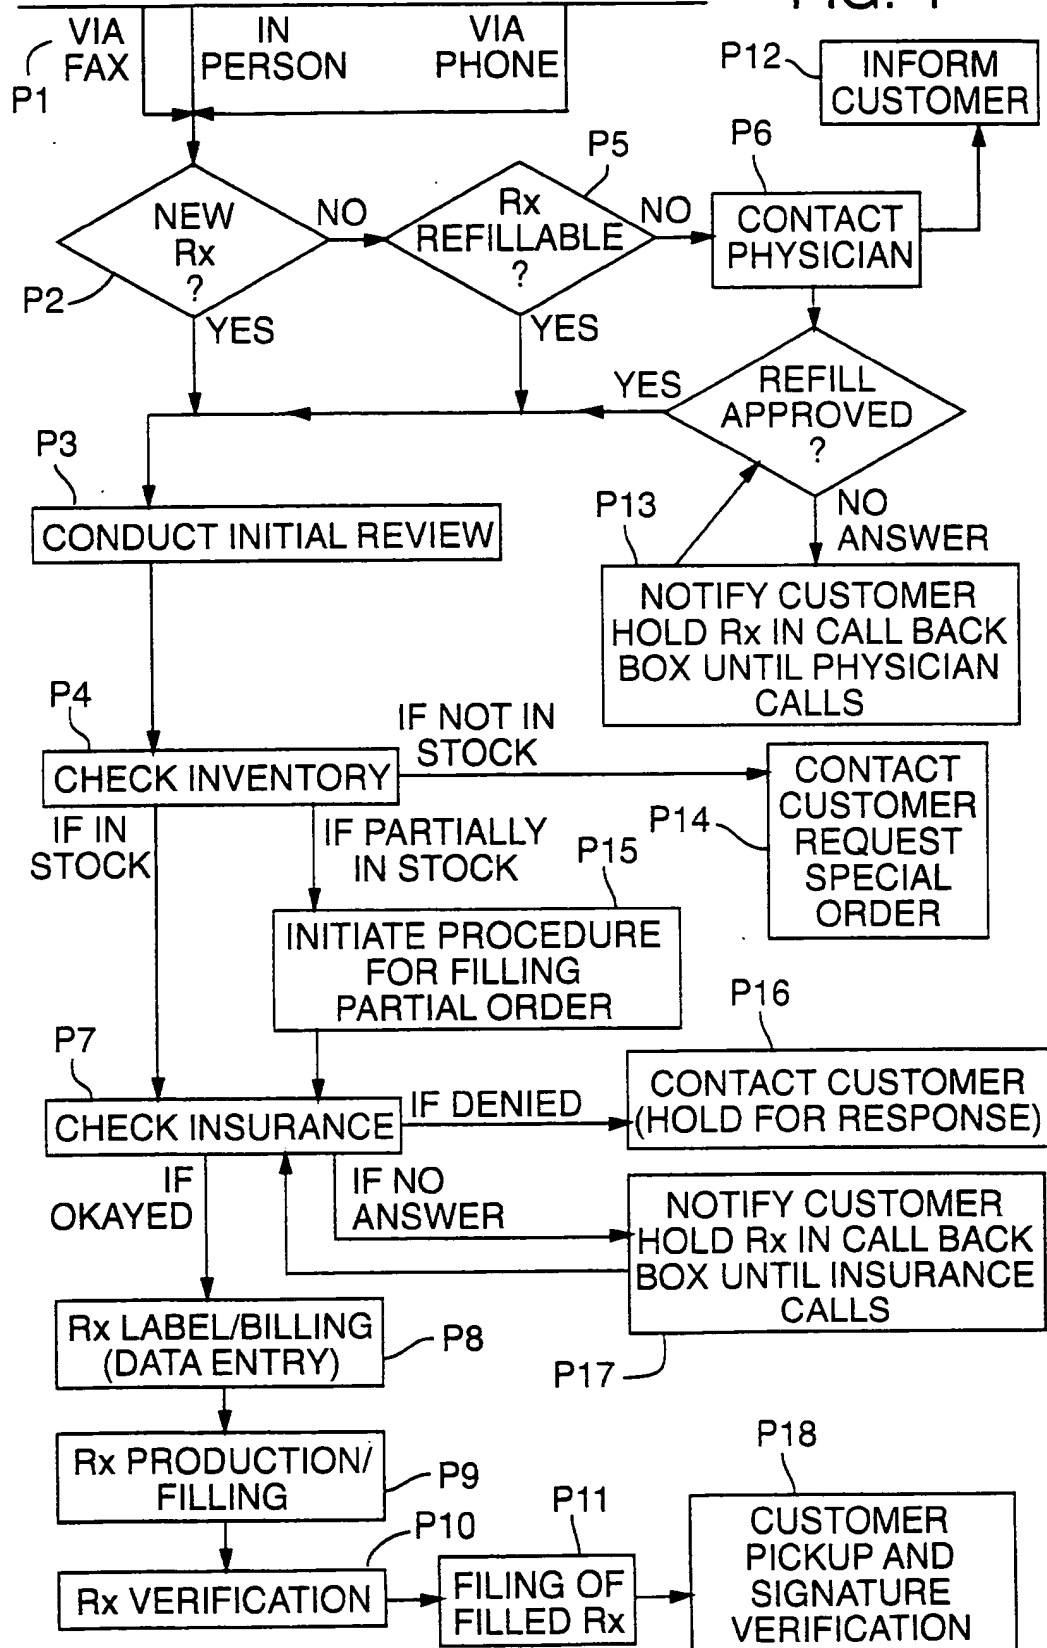 VIA
FAX
IN
PERSON
VIA
PHONE
P1
P12
INFORM
CUSTOMER
P5
P6
NEW
Rx
?
NO
Rx
REFILLABLE
?
NO
CONTACT
PHYSICIAN
P2
YES
YES
YES
REFILL
APPROVED
?
P3
CONDUCT INITIAL REVIEW
P13
NO
ANSWER
NOTIFY CUSTOMER
HOLD Rx IN CALL BACK
BOX UNTIL PHYSICIAN
CALLS
P4
IF NOT IN
STOCK
CHECK INVENTORY
CONTACT
CUSTOMER
REQUEST
SPECIAL
ORDER
P14
IF IN
STOCK
IF PARTIALLY
IN STOCK
P15
INITIATE PROCEDURE
FOR FILLING
PARTIAL ORDER
P16
P7
CHECK INSURANCE
IF DENIED
CONTACT CUSTOMER
(HOLD FOR RESPONSE)
IF
OKAYED
IF NO
ANSWER
NOTIFY CUSTOMER
HOLD Rx IN CALL BACK
BOX UNTIL INSURANCE
CALLS
P17
Rx LABEL/BILLING
(DATA ENTRY)
P8
Rx PRODUCTION/
FILLING
P9
P10
Rx VERIFICATION
P11
FILING OF
FILLED Rx
P18
CUSTOMER
PICKUP AND
SIGNATURE
VERIFICATION